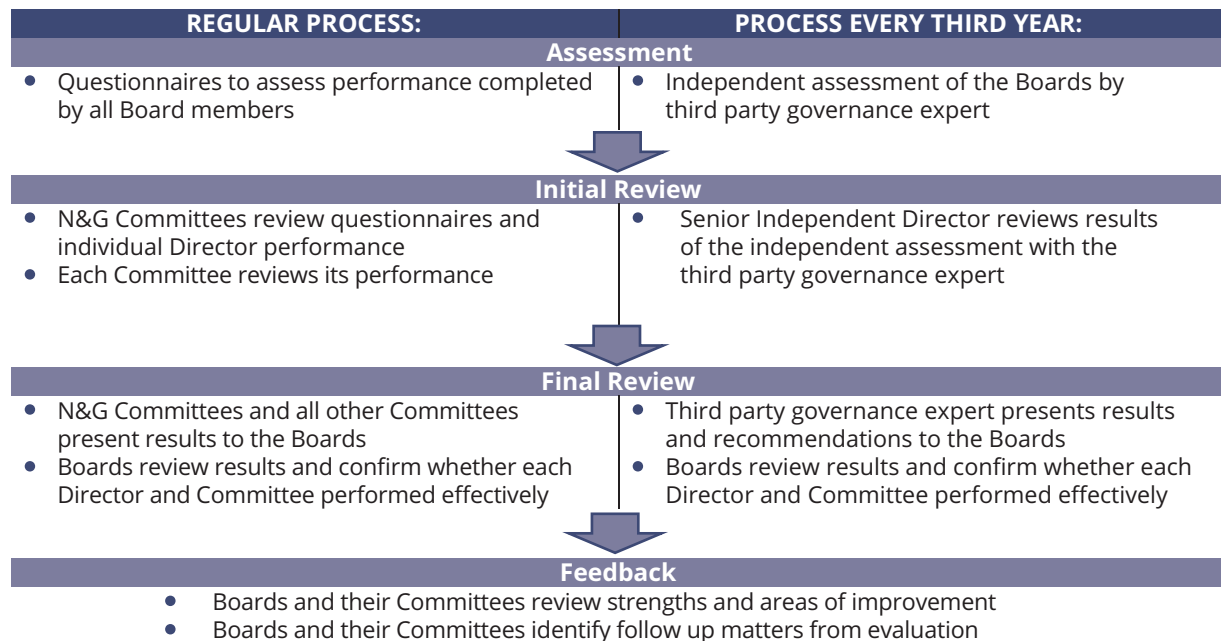 REGULAR PROCESS:
PROCESS EVERY THIRD YEAR:
Assessment
• Questionnaires to assess performance completed
by all Board members
• Independent assessment of the Boards by
third party governance expert
Initial Review
• N&G Committees review questionnaires and
individual Director performance
• Each Committee reviews its performance
• Senior Independent Director reviews results
of the independent assessment with the
third party governance expert
Final Review
• N&G Committees and all other Committees
present results to the Boards
• Boards review results and confirm whether each
Director and Committee performed effectively
• Third party governance expert presents results
and recommendations to the Boards
• Boards review results and confirm whether each
Director and Committee performed effectively
Feedback
• Boards and their Committees review strengths and areas of improvement
• Boards and their Committees identify follow up matters from evaluation